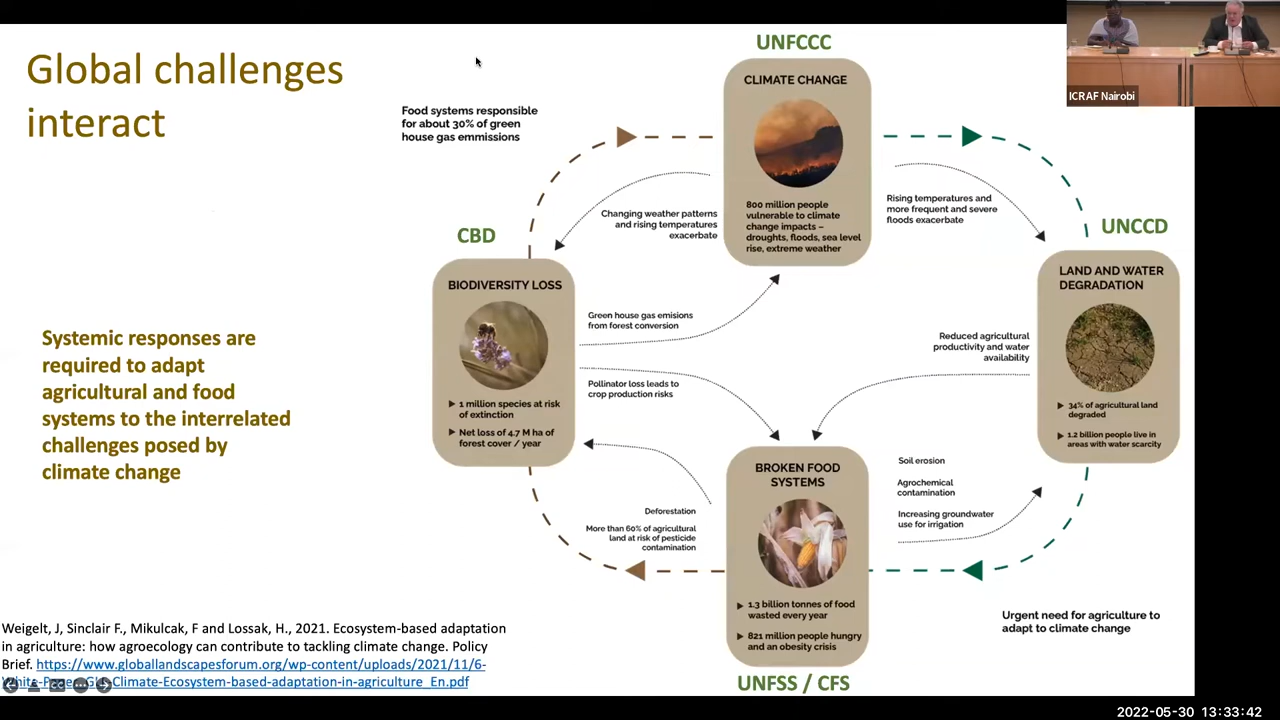 Global challenges
interact
UNFCCC
CLIMATE CHANGE
800 million people
vulnerable to climate
change impacts –
droughts, floods, sea level
rise, extreme weather
ICRAF Nairobi
Food systems responsible
for about 30% of green
house gas emmissions
Changing weather patterns
and rising temperatures
exacerbate
Rising temperatures and
more frequent and severe
floods exacerbate
CBD
BIODIVERSITY LOSS
▶ 1 million species at risk
of extinction
▶ Net loss of 4.7 M ha of
forest cover / year
UNCCD
LAND AND WATER
DEGRADATION
▶ 34% of agricultural land
degraded
▶ 1.2 billion people live in
areas with water scarcity
Green house gas emisions
from forest conversion
Pollinator loss leads to
crop production risks
Reduced agricultural
productivity and water
availability
Systemic responses are
required to adapt
agricultural and food
systems to the interrelated
challenges posed by
climate change
Deforestation
More than 60% of agricultural
land at risk of pesticide
contamination
BROKEN FOOD
SYSTEMS
▶ 1.3 billion tonnes of food
wasted every year
▶ 821 million people hungry
and an obesity crisis
UNFSS / CFS
Soil erosion
Agrochemical
contamination
Increasing groundwater
use for irrigation
Urgent need for agriculture to
adapt to climate change
Weigelt, J, Sinclair F., Mikulcak, F and Lossak, H., 2021. Ecosystem-based adaptation
in agriculture: how agroecology can contribute to tackling climate change. Policy
Brief. https://www.globallandscapesforum.org/wp-content/uploads/2021/11/6-
Climate-Ecosystem-based-adaptation-in-agriculture_En.pdf
2022-05-30 13:33:42